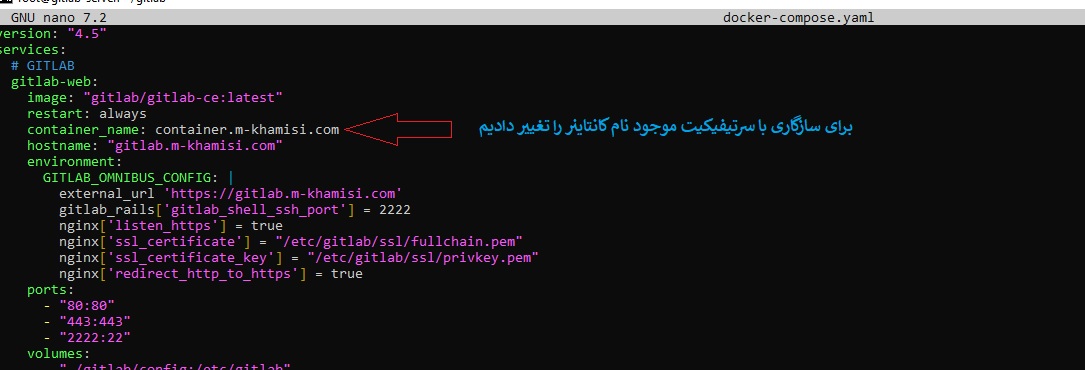 root@gitlab-server: ~/gitlab
GNU nano 7.2 docker-compose.yaml
version: "4.5"
services:
# GITLAB
gitlab-web:
image: "gitlab/gitlab-ce:latest"
restart: always
container_name: container.m-khamisi.com
برای سازگاری با سرتیفیکیت موجود نام کانتاینر را تغییر دادیم
hostname: "gitlab.m-khamisi.com"
environment:
GITLAB_OMNIBUS_CONFIG: |
external_url 'https://gitlab.m-khamisi.com'
gitlab_rails['gitlab_shell_ssh_port'] = 2222
nginx['listen_https'] = true
nginx['ssl_certificate'] = "/etc/gitlab/ssl/fullchain.pem"
nginx['ssl_certificate_key'] = "/etc/gitlab/ssl/privkey.pem"
nginx['redirect_http_to_https'] = true
ports:
- "80:80"
- "443:443"
- "2222:22"
volumes: